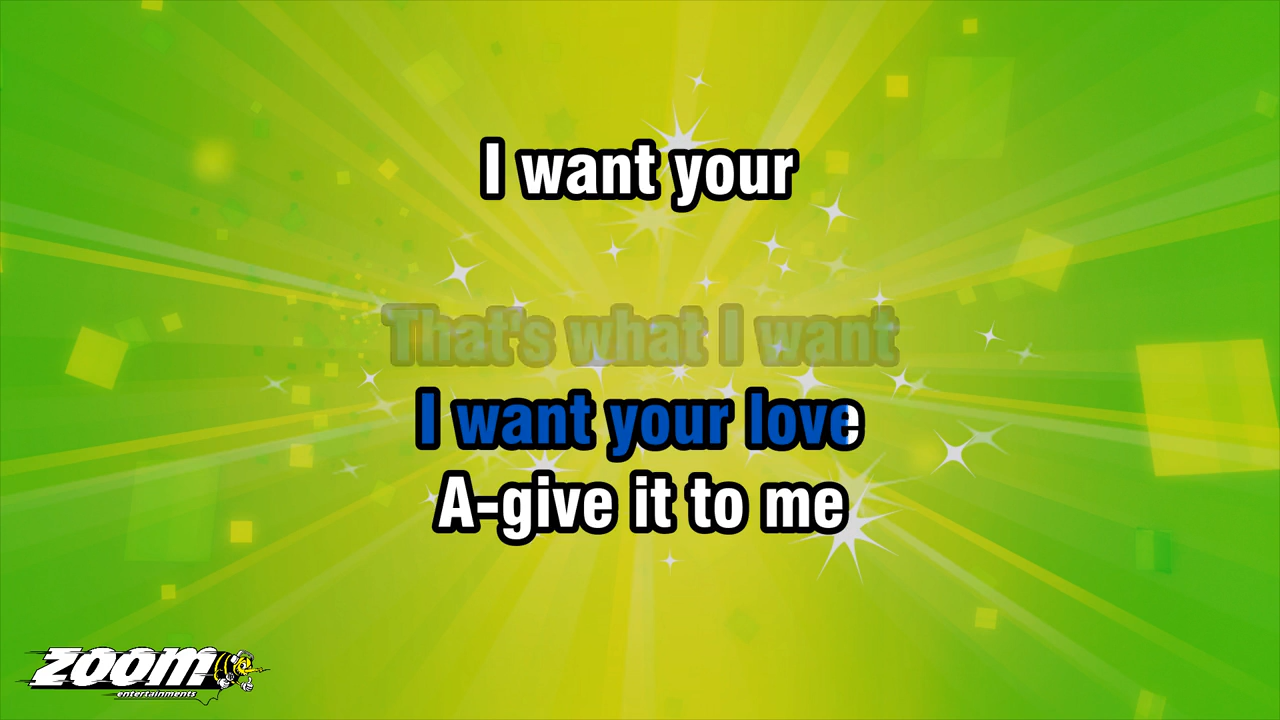 I want your
That's what I want
I want your love
A-give it to me
ZOOM
entertainments